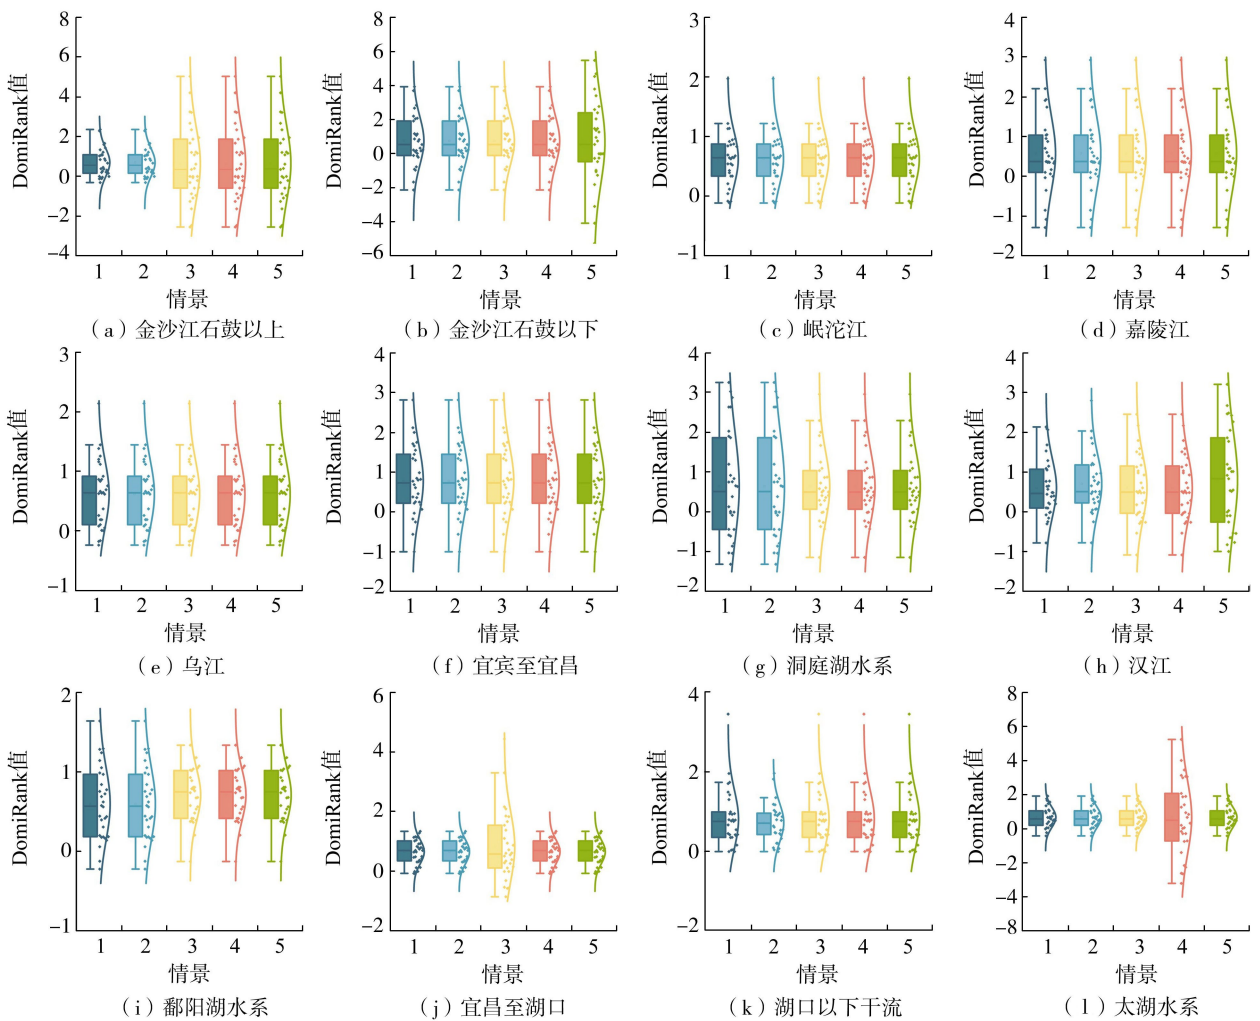 DomiRank值
8
6
4
2
0
−2
−4
1 2 3 4 5
情景
（a）金沙江石鼓以上
DomiRank值
8
6
4
2
0
−2
−4
−6
1 2 3 4 5
情景
（b）金沙江石鼓以下
DomiRank值
3
2
1
0
−1
1 2 3 4 5
情景
（c）岷沱江
DomiRank值
4
3
2
1
0
−1
−2
1 2 3 4 5
情景
（d）嘉陵江
DomiRank值
3
2
1
0
−1
1 2 3 4 5
情景
（e）乌江
DomiRank值
4
3
2
1
0
−1
−2
1 2 3 4 5
情景
（f）宜宾至宜昌
DomiRank值
4
3
2
1
0
−1
−2
1 2 3 4 5
情景
（g）洞庭湖水系
DomiRank值
4
3
2
1
0
−1
−2
1 2 3 4 5
情景
（h）汉江
DomiRank值
2
1
0
−1
1 2 3 4 5
情景
（i）鄱阳湖水系
DomiRank值
6
4
2
0
−2
1 2 3 4 5
情景
（j）宜昌至湖口
DomiRank值
4
2
0
−2
1 2 3 4 5
情景
（k）湖口以下干流
DomiRank值
8
6
4
2
0
−2
−4
−8
1 2 3 4 5
情景
（l）太湖水系